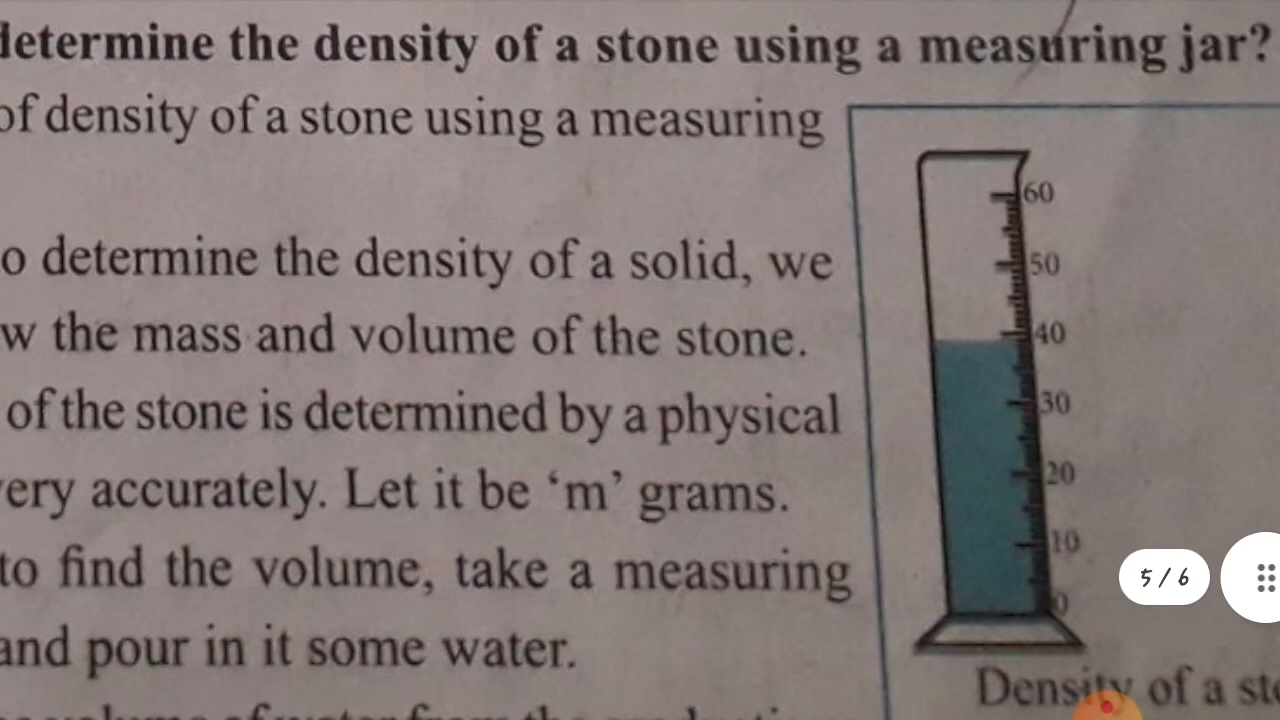 determine the density of a stone using a measuring jar?
of density of a stone using a measuring
to determine the density of a solid, we
the mass and volume of the stone.
of the stone is determined by a physical
very accurately. Let it be ‘m’ grams.
to find the volume, take a measuring
and pour in it some water.
60
50
40
30
20
10
0
5 / 6
Density of a